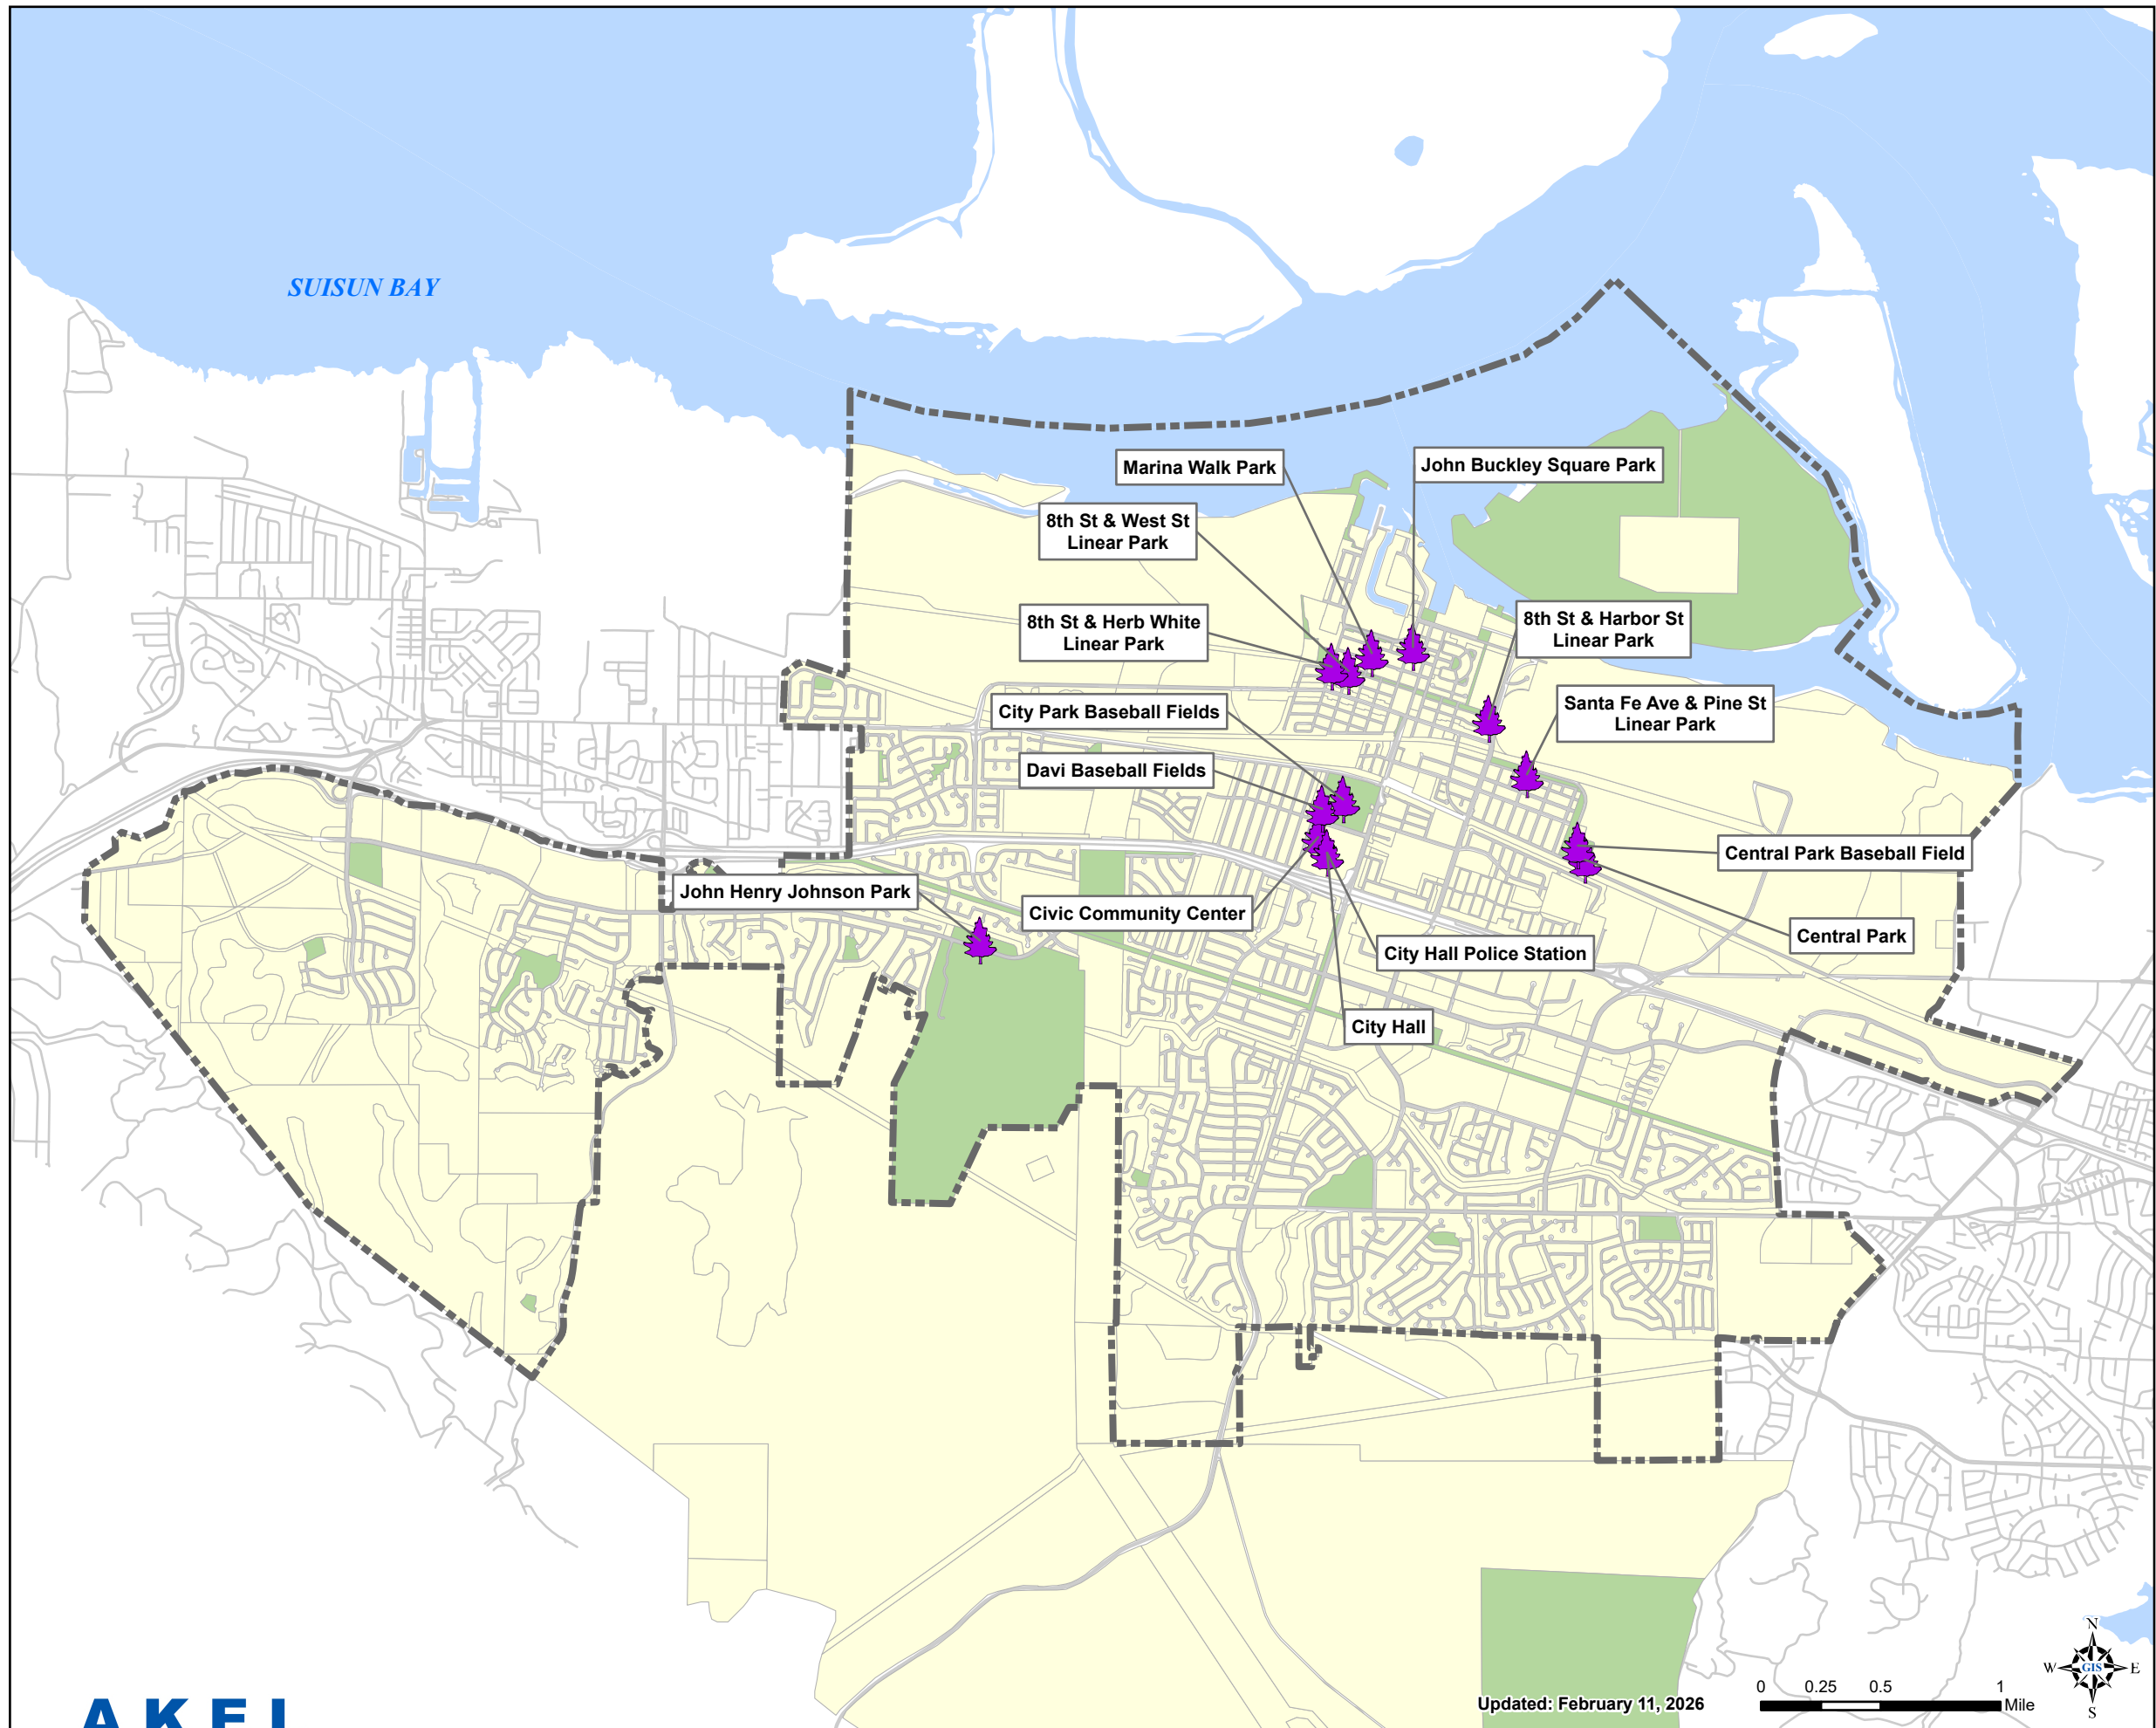 SUISUN BAY
Marina Walk Park
John Buckley Square Park
8th St & West St
Linear Park
8th St & Herb White
Linear Park
8th St & Harbor St
Linear Park
City Park Baseball Fields
Santa Fe Ave & Pine St
Linear Park
Davi Baseball Fields
Central Park Baseball Field
John Henry Johnson Park
Civic Community Center
Central Park
City Hall Police Station
City Hall
N
W
GIS
E
S
0
0.25
0.5
1
Mile
Updated: February 11, 2026
AKEL